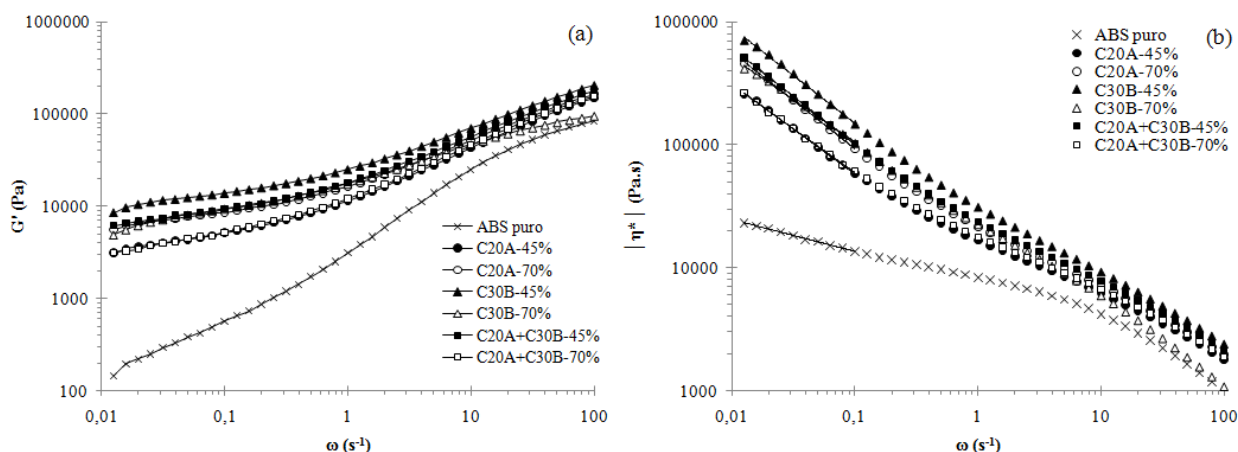 (a)
1000000
100000
10000
1000
100
G' (Pa)
0,01
0,1
1
10
100
ω (s-1)
ABS puro
C20A-45%
C20A-70%
C30B-45%
C30B-70%
C20A+C30B-45%
C20A+C30B-70%
(b)
1000000
100000
10000
1000
| η* | (Pa.s)
0,01
0,1
1
10
100
ω (s-1)
ABS puro
C20A-45%
C20A-70%
C30B-45%
C30B-70%
C20A+C30B-45%
C20A+C30B-70%